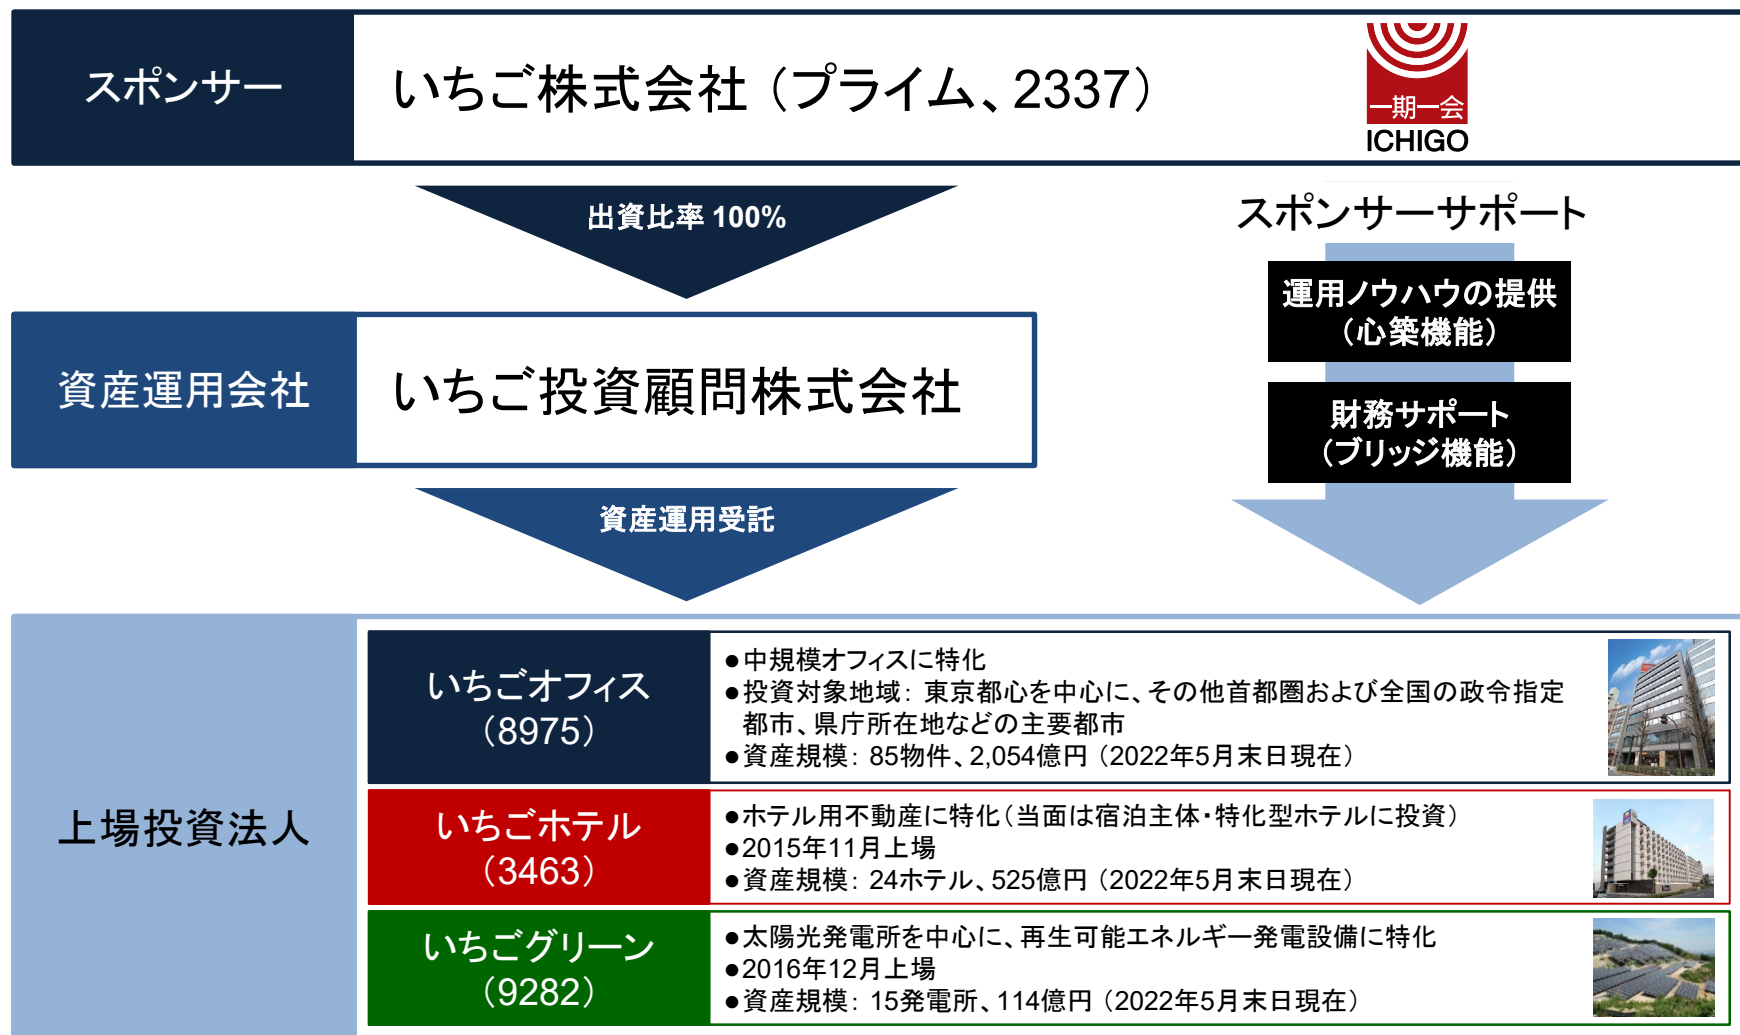 スポンサー
いちご株式会社（プライム、2337）
一期一会
ICHIGO
出資比率 100%
スポンサーサポート
運用ノウハウの提供
（心築機能）
資産運用会社
いちご投資顧問株式会社
財務サポート
（ブリッジ機能）
資産運用受託
上場投資法人
いちごオフィス
（8975）
●中規模オフィスに特化
●投資対象地域： 東京都心を中心に、その他首都圏および全国の政令指定
都市、県庁所在地などの主要都市
●資産規模： 85物件、2,054億円 （2022年5月末日現在）
いちごホテル
（3463）
●ホテル用不動産に特化（当面は宿泊主体・特化型ホテルに投資）
●2015年11月上場
●資産規模： 24ホテル、525億円 （2022年5月末日現在）
いちごグリーン
（9282）
●太陽光発電所を中心に、再生可能エネルギー発電設備に特化
●2016年12月上場
●資産規模： 15発電所、114億円 （2022年5月末日現在）